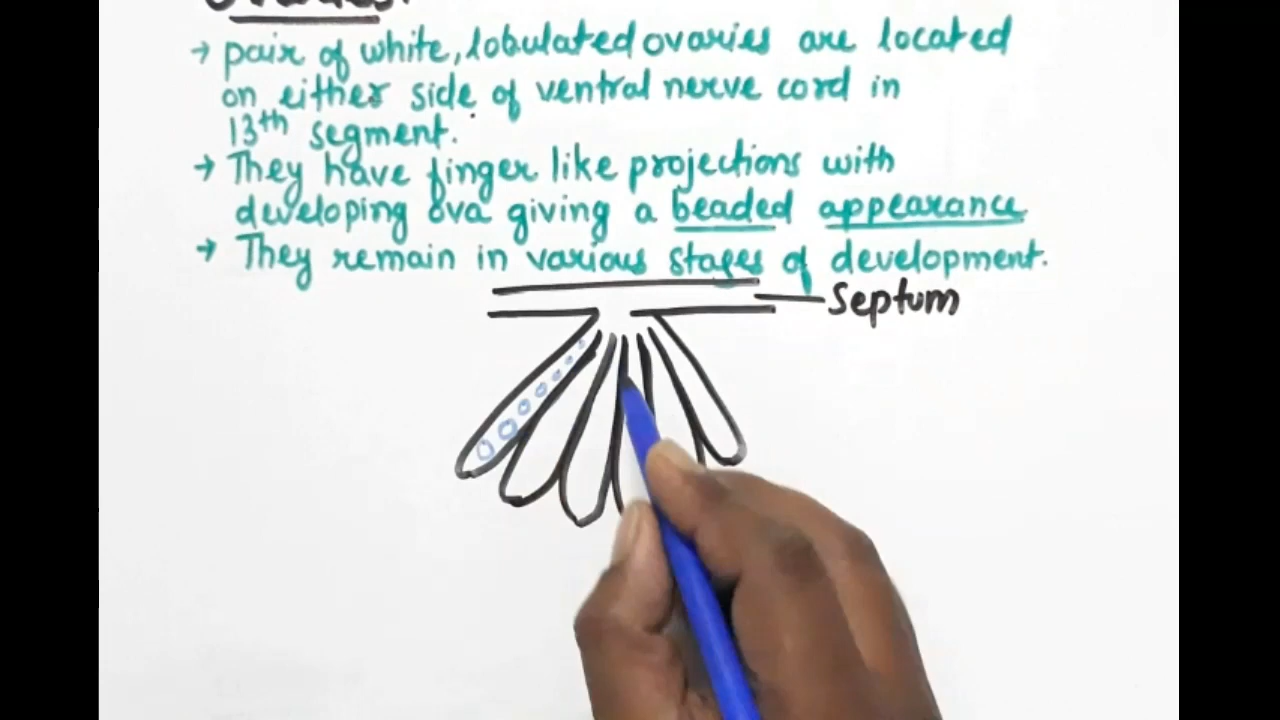 Ovaries:
→ pair of white, lobulated ovaries are located
on either side of ventral nerve cord in
13th segment.
→ They have finger like projections with
developing ova giving a beaded appearance
→ They remain in various stages of development.
Septum